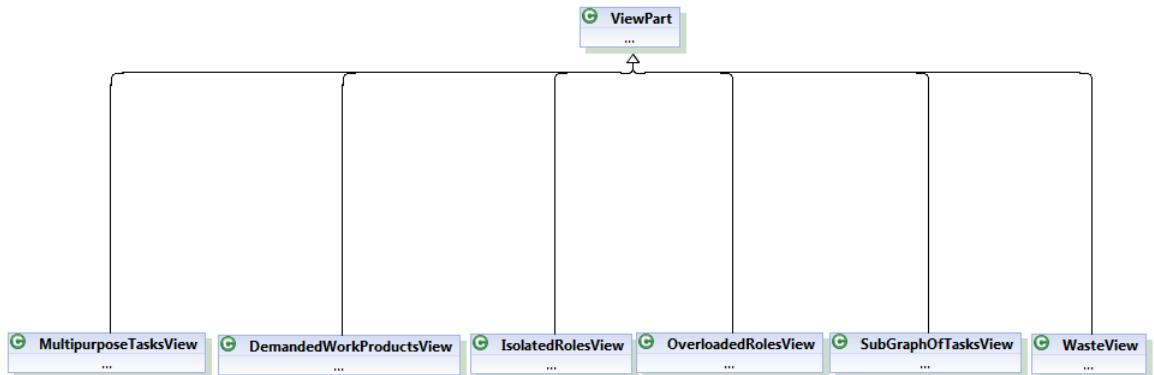 ViewPart
...
MultipurposeTasksView
...
DemandedWorkProductsView
...
IsolatedRolesView
...
OverloadedRolesView
...
SubGraphOfTasksView
...
WasteView
...